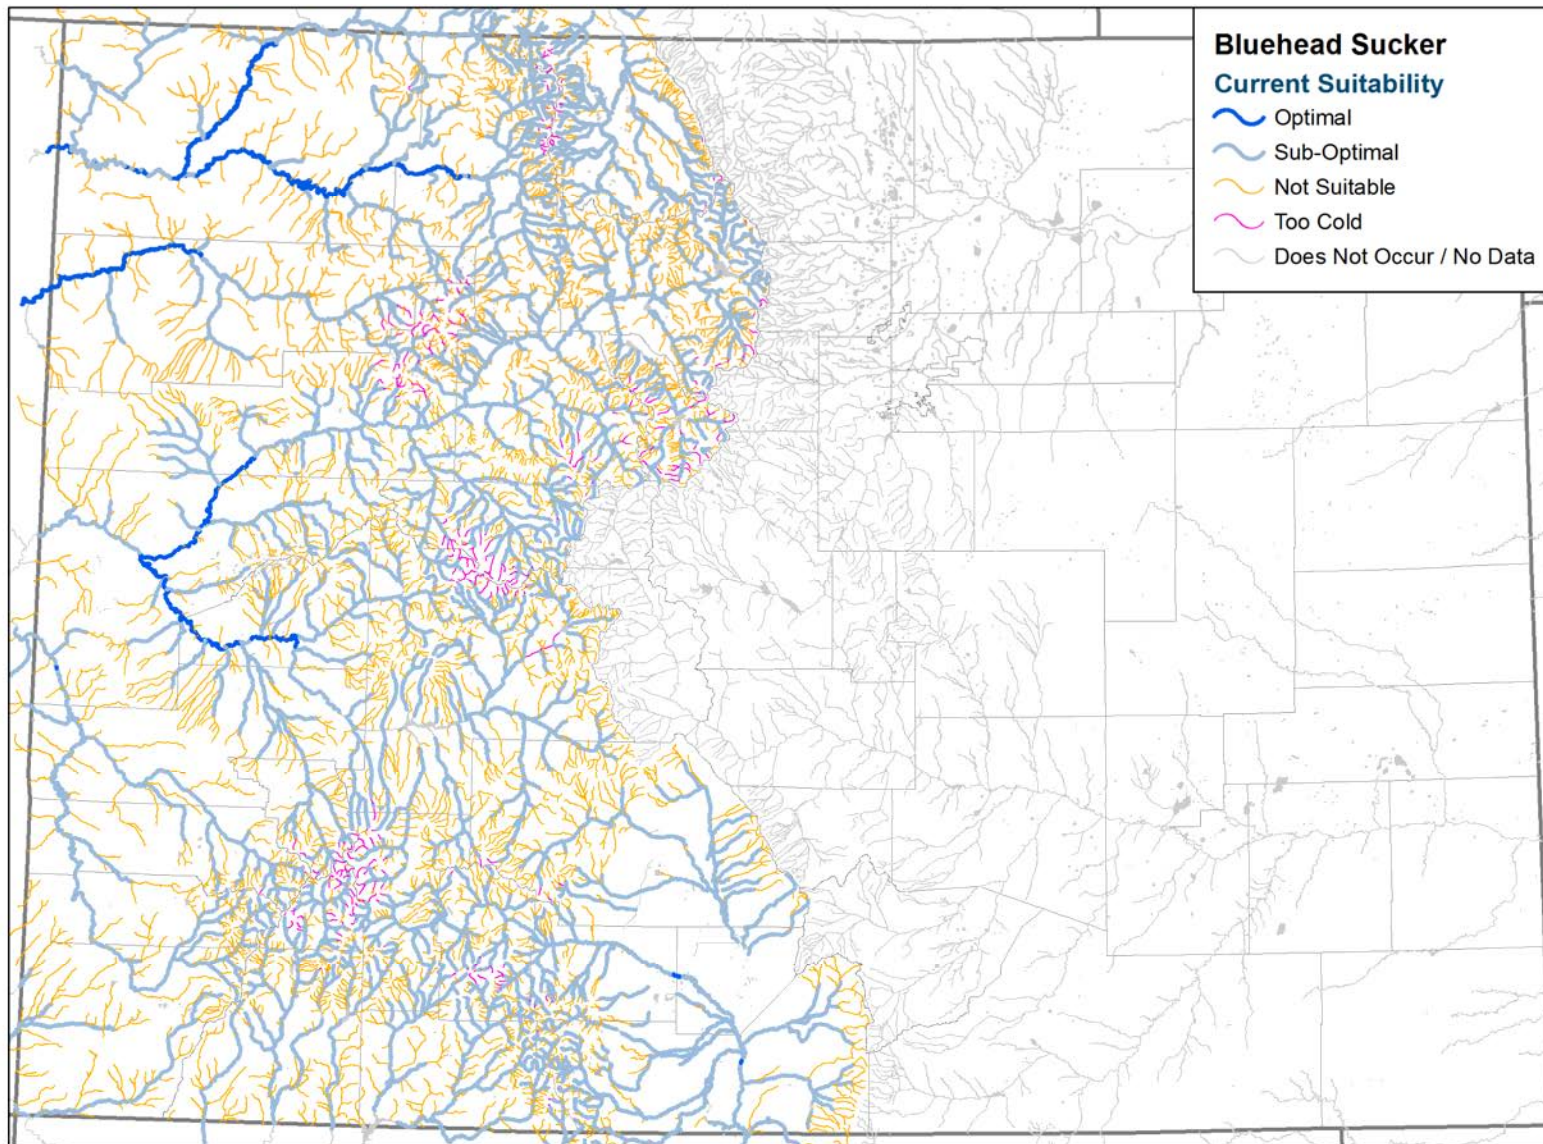 Bluehead Sucker
Current Suitability
Optimal
Sub-Optimal
Not Suitable
Too Cold
Does Not Occur / No Data